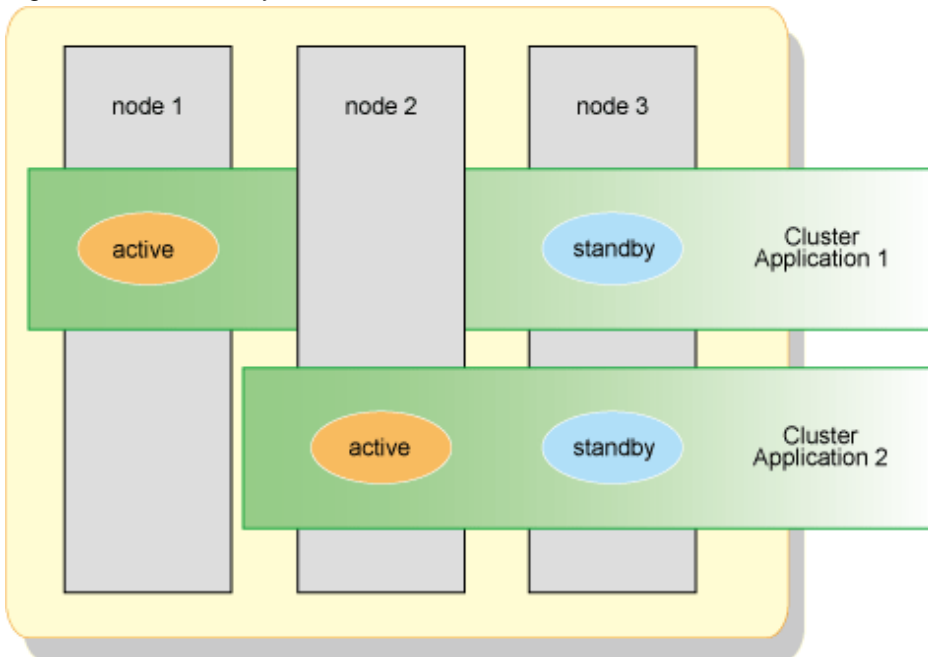 node 1
node 2
node 3
active
standby
Cluster
Application 1
active
standby
Cluster
Application 2